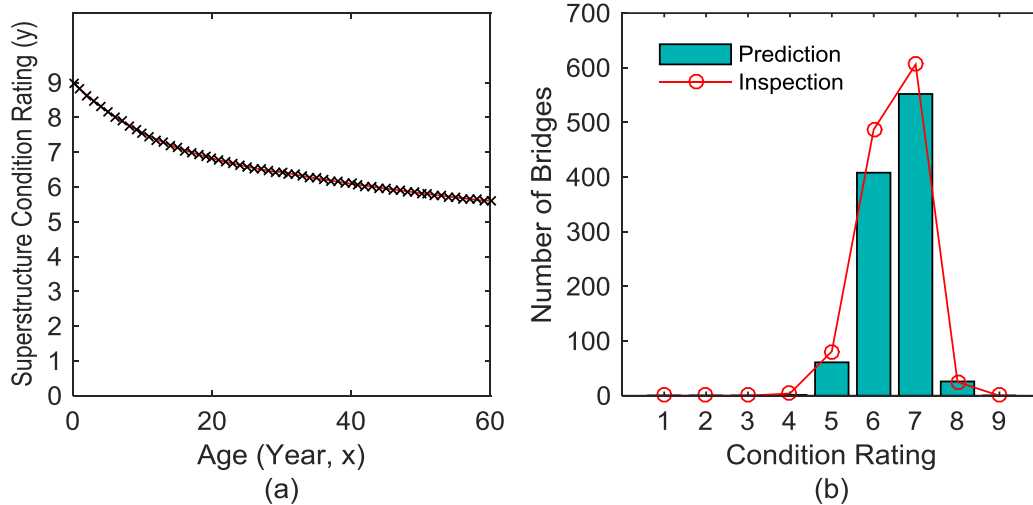 Superstructure Condition Rating (y)
9
8
7
6
5
4
3
2
1
0
0
20
40
60
Age (Year, x)
(a)
Number of Bridges
700
600
500
400
300
200
100
0
Prediction
Inspection
1 2 3 4 5 6 7 8 9
Condition Rating
(b)